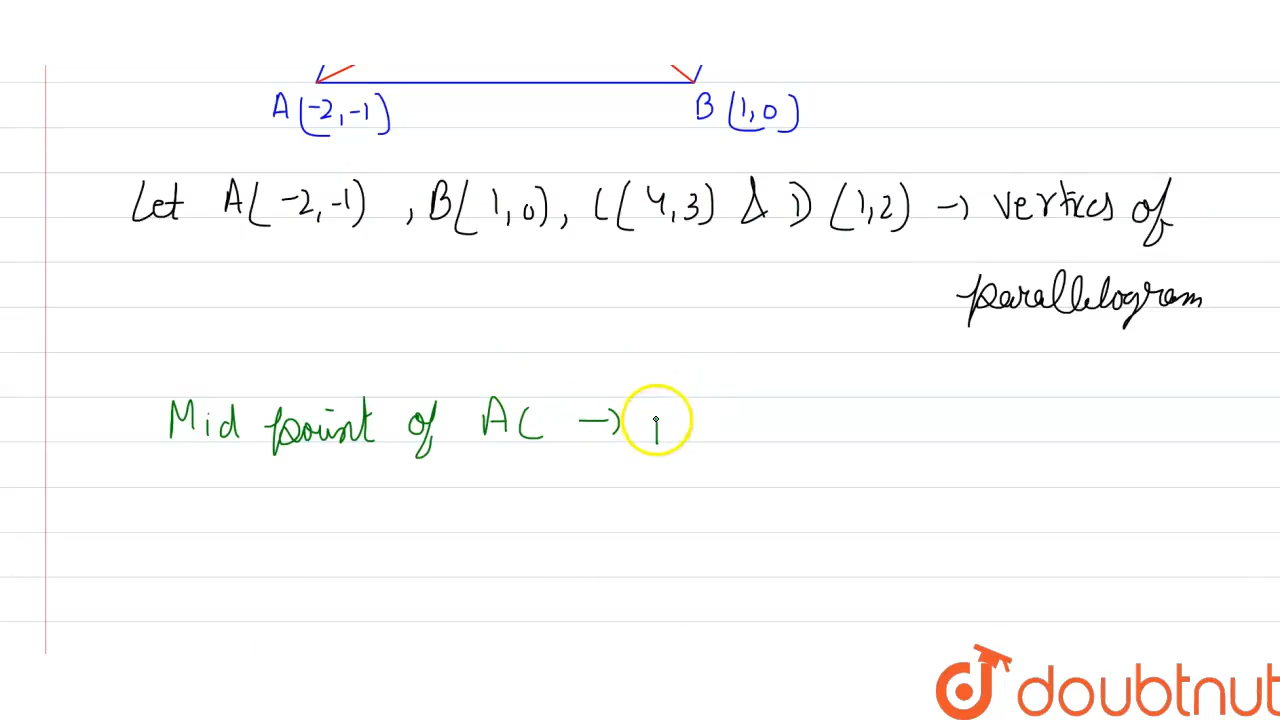 A(-2,-1) B(1,0)
Let A(-2,-1) , B(1,0), C(4,3) & D(1,2) → vertices of
parallelogram
Mid point of AC →
doubtnut